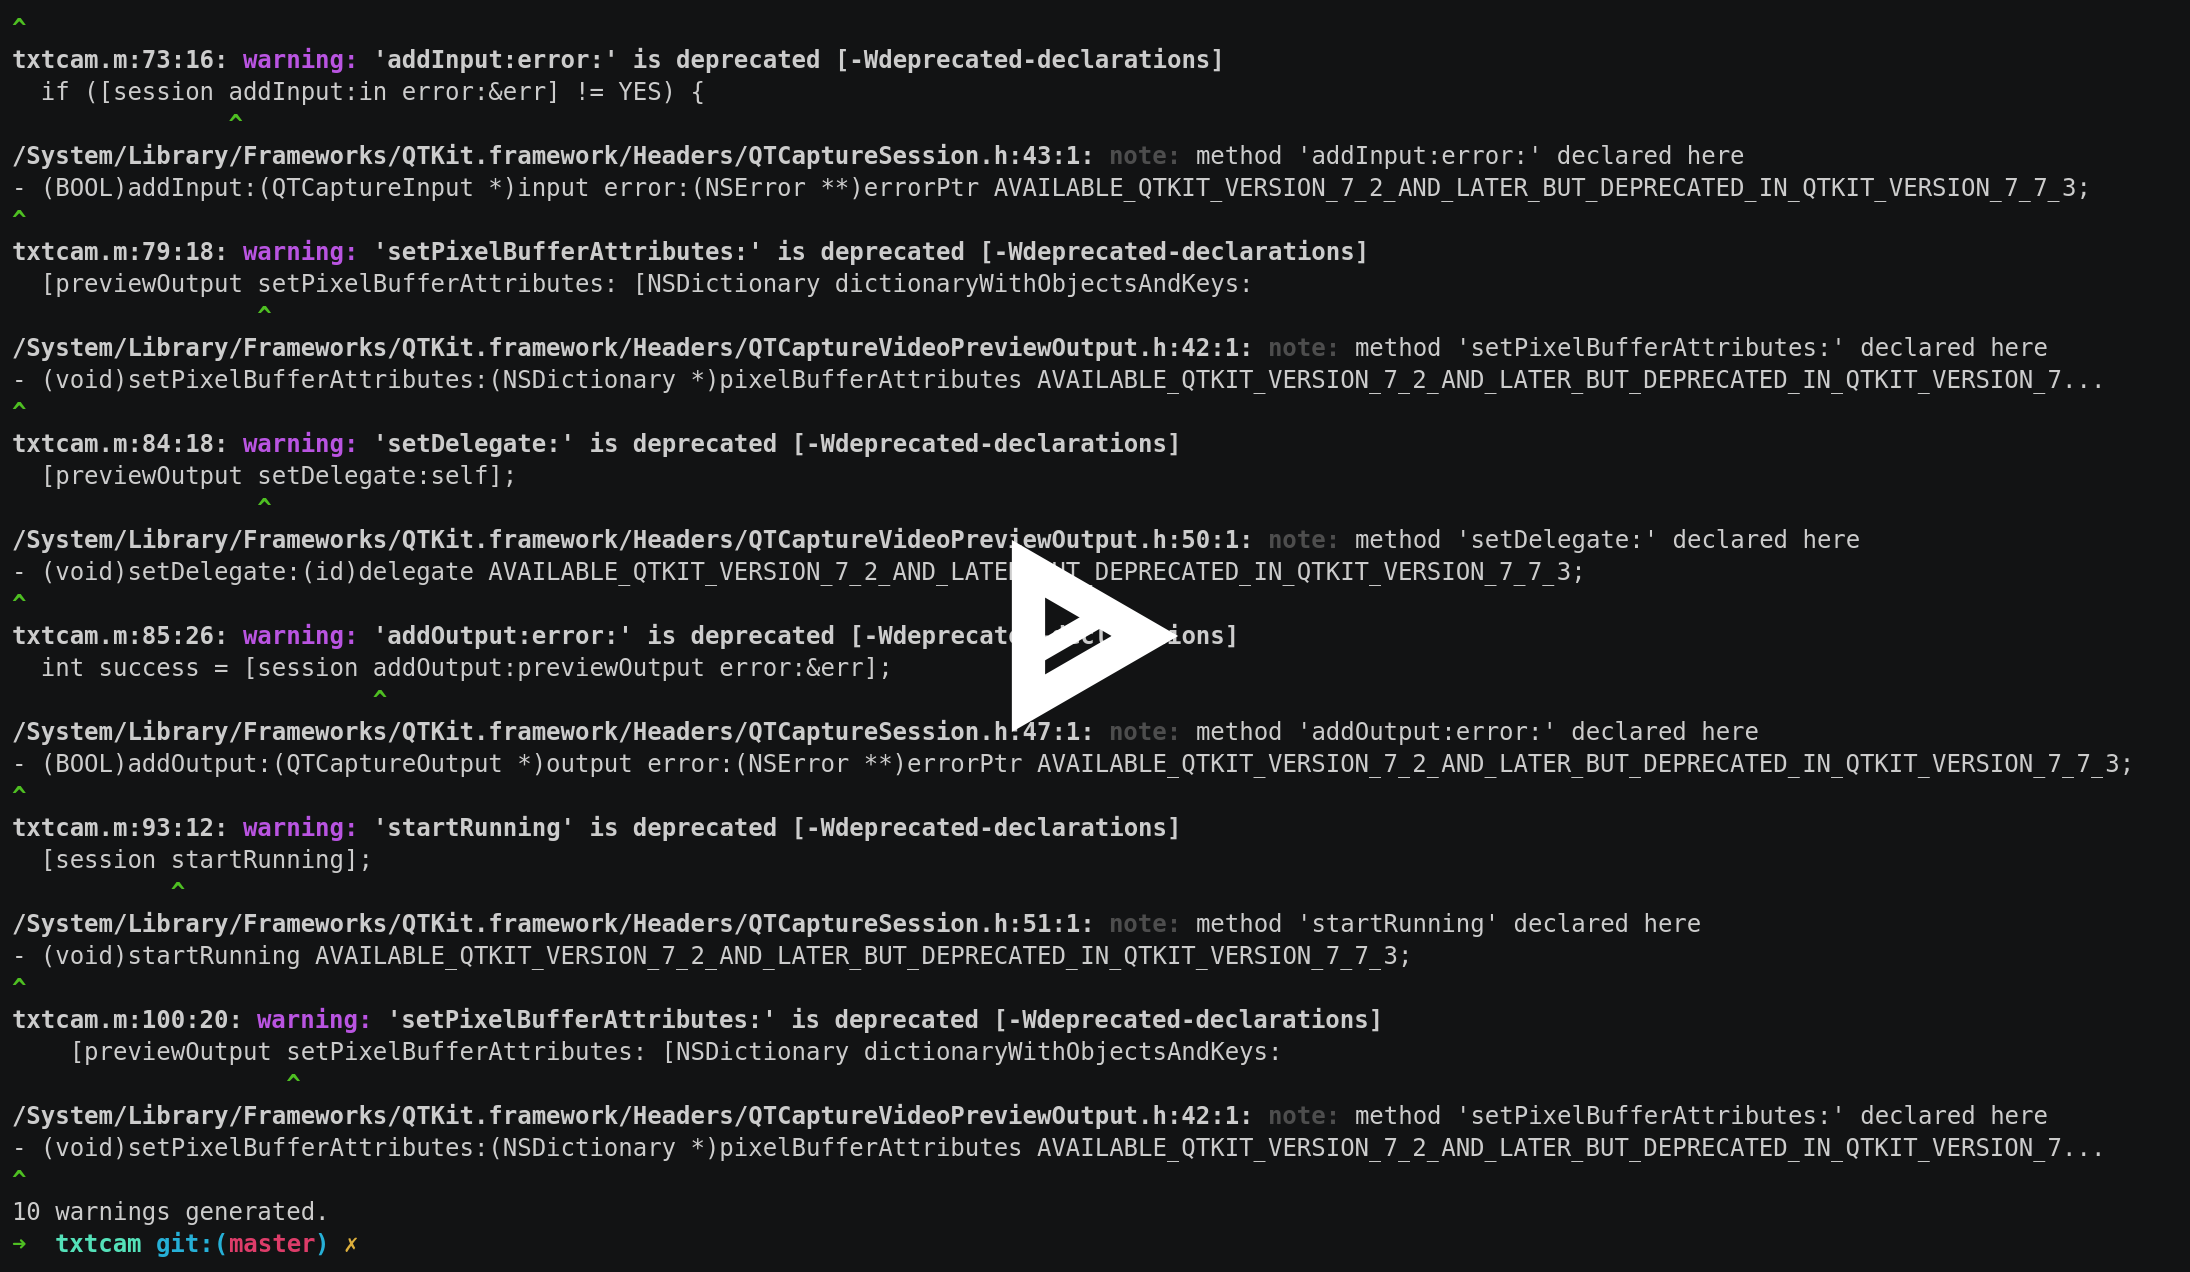 ^
txtcam.m:73:16: warning: 'addInput:error:' is deprecated [-Wdeprecated-declarations]
  if ([session addInput:in error:&err] != YES) {
               ^
/System/Library/Frameworks/QTKit.framework/Headers/QTCaptureSession.h:43:1: note: method 'addInput:error:' declared here
- (BOOL)addInput:(QTCaptureInput *)input error:(NSError **)errorPtr AVAILABLE_QTKIT_VERSION_7_2_AND_LATER_BUT_DEPRECATED_IN_QTKIT_VERSION_7_7_3;
^
txtcam.m:79:18: warning: 'setPixelBufferAttributes:' is deprecated [-Wdeprecated-declarations]
  [previewOutput setPixelBufferAttributes: [NSDictionary dictionaryWithObjectsAndKeys:
                 ^
/System/Library/Frameworks/QTKit.framework/Headers/QTCaptureVideoPreviewOutput.h:42:1: note: method 'setPixelBufferAttributes:' declared here
- (void)setPixelBufferAttributes:(NSDictionary *)pixelBufferAttributes AVAILABLE_QTKIT_VERSION_7_2_AND_LATER_BUT_DEPRECATED_IN_QTKIT_VERSION_7...
^
txtcam.m:84:18: warning: 'setDelegate:' is deprecated [-Wdeprecated-declarations]
  [previewOutput setDelegate:self];
                 ^
/System/Library/Frameworks/QTKit.framework/Headers/QTCaptureVideoPreviewOutput.h:50:1: note: method 'setDelegate:' declared here
- (void)setDelegate:(id)delegate AVAILABLE_QTKIT_VERSION_7_2_AND_LATER_BUT_DEPRECATED_IN_QTKIT_VERSION_7_7_3;
^
txtcam.m:85:26: warning: 'addOutput:error:' is deprecated [-Wdeprecated-declarations]
  int success = [session addOutput:previewOutput error:&err];
                         ^
/System/Library/Frameworks/QTKit.framework/Headers/QTCaptureSession.h:47:1: note: method 'addOutput:error:' declared here
- (BOOL)addOutput:(QTCaptureOutput *)output error:(NSError **)errorPtr AVAILABLE_QTKIT_VERSION_7_2_AND_LATER_BUT_DEPRECATED_IN_QTKIT_VERSION_7_7_3;
^
txtcam.m:93:12: warning: 'startRunning' is deprecated [-Wdeprecated-declarations]
  [session startRunning];
           ^
/System/Library/Frameworks/QTKit.framework/Headers/QTCaptureSession.h:51:1: note: method 'startRunning' declared here
- (void)startRunning AVAILABLE_QTKIT_VERSION_7_2_AND_LATER_BUT_DEPRECATED_IN_QTKIT_VERSION_7_7_3;
^
txtcam.m:100:20: warning: 'setPixelBufferAttributes:' is deprecated [-Wdeprecated-declarations]
    [previewOutput setPixelBufferAttributes: [NSDictionary dictionaryWithObjectsAndKeys:
                   ^
/System/Library/Frameworks/QTKit.framework/Headers/QTCaptureVideoPreviewOutput.h:42:1: note: method 'setPixelBufferAttributes:' declared here
- (void)setPixelBufferAttributes:(NSDictionary *)pixelBufferAttributes AVAILABLE_QTKIT_VERSION_7_2_AND_LATER_BUT_DEPRECATED_IN_QTKIT_VERSION_7...
^
10 warnings generated.
➜  txtcam git:(master) ✗